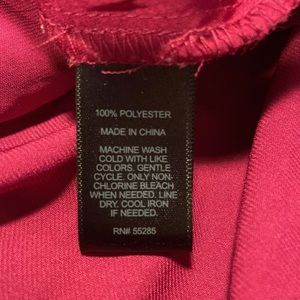 100% POLYESTER
MADE IN CHINA
MACHINE WASH
COLD WITH LIKE
COLORS. GENTLE
CYCLE. ONLY NON-
CHLORINE BLEACH
WHEN NEEDED. LINE
DRY. COOL IRON
IF NEEDED.
RN# 55285